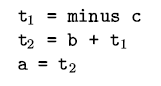 t₁ = minus c
t₂ = b + t₁
a = t₂